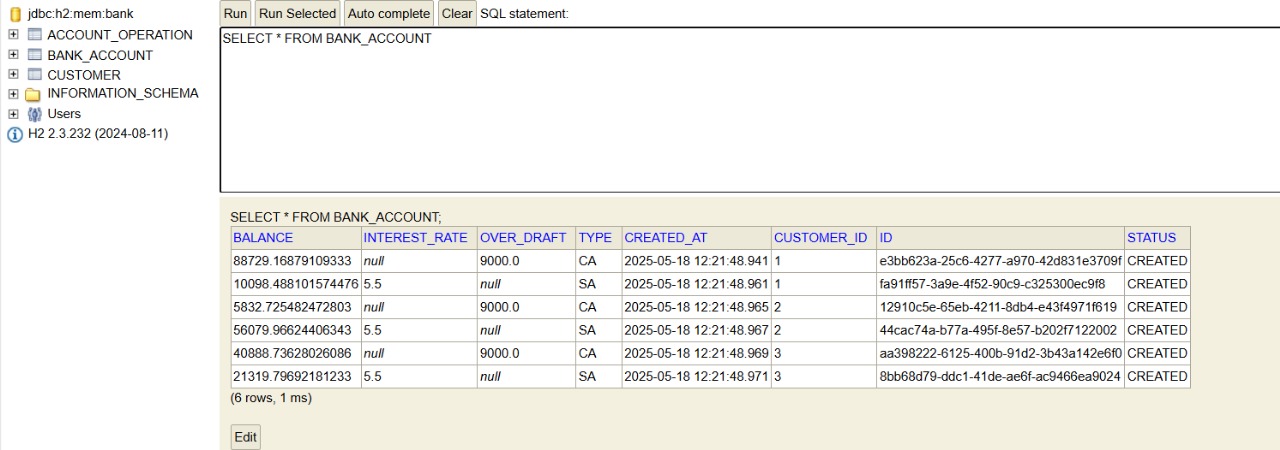 jdbc:h2:mem:bank
ACCOUNT_OPERATION
BANK_ACCOUNT
CUSTOMER
INFORMATION_SCHEMA
Users
H2 2.3.232 (2024-08-11)
Run Run Selected Auto complete Clear SQL statement:
SELECT * FROM BANK_ACCOUNT
SELECT * FROM BANK_ACCOUNT;
BALANCE INTEREST_RATE OVER_DRAFT TYPE CREATED_AT CUSTOMER_ID ID STATUS
88729.16879109333 null 9000.0 CA 2025-05-18 12:21:48.941 1 e3bb623a-25c6-4277-a970-42d831e3709f CREATED
10098.488101574476 5.5 null SA 2025-05-18 12:21:48.961 1 fa91ff57-3a9e-4f52-90c9-c325300ec9f8 CREATED
5832.725482472803 null 9000.0 CA 2025-05-18 12:21:48.965 2 12910c5e-65eb-4211-8db4-e43f4971f619 CREATED
56079.96624406343 5.5 null SA 2025-05-18 12:21:48.967 2 44cac74a-b77a-495f-8e57-b202f7122002 CREATED
40888.73628026086 null 9000.0 CA 2025-05-18 12:21:48.969 3 aa398222-6125-400b-91d2-3b43a142e6f0 CREATED
21319.79692181233 5.5 null SA 2025-05-18 12:21:48.971 3 8bb68d79-ddc1-41de-ae6f-ac9466ea9024 CREATED
(6 rows, 1 ms)
Edit